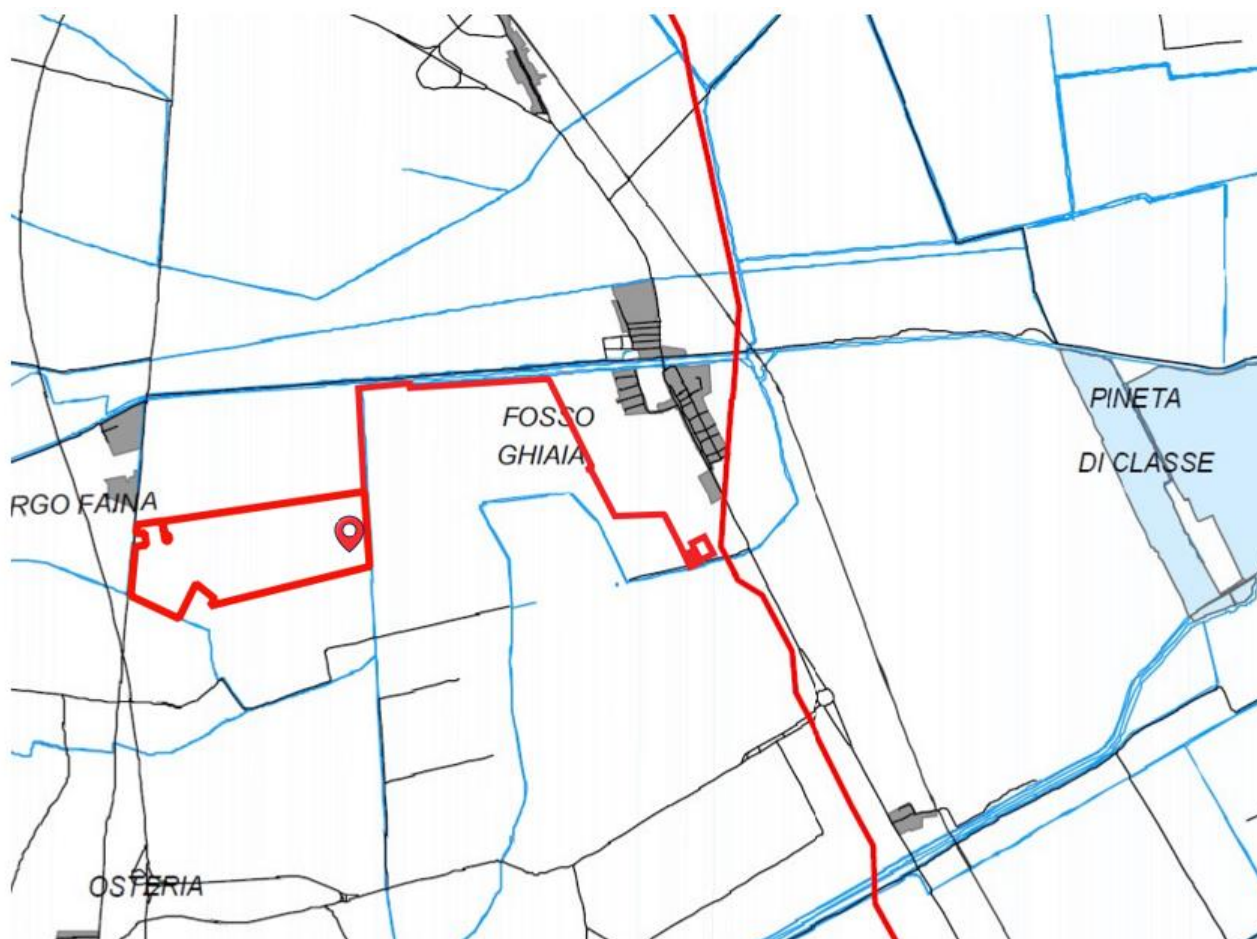 FOSSO
GHIAIA
PINETA
DI CLASSE
RGO FAINA
OSTERIA